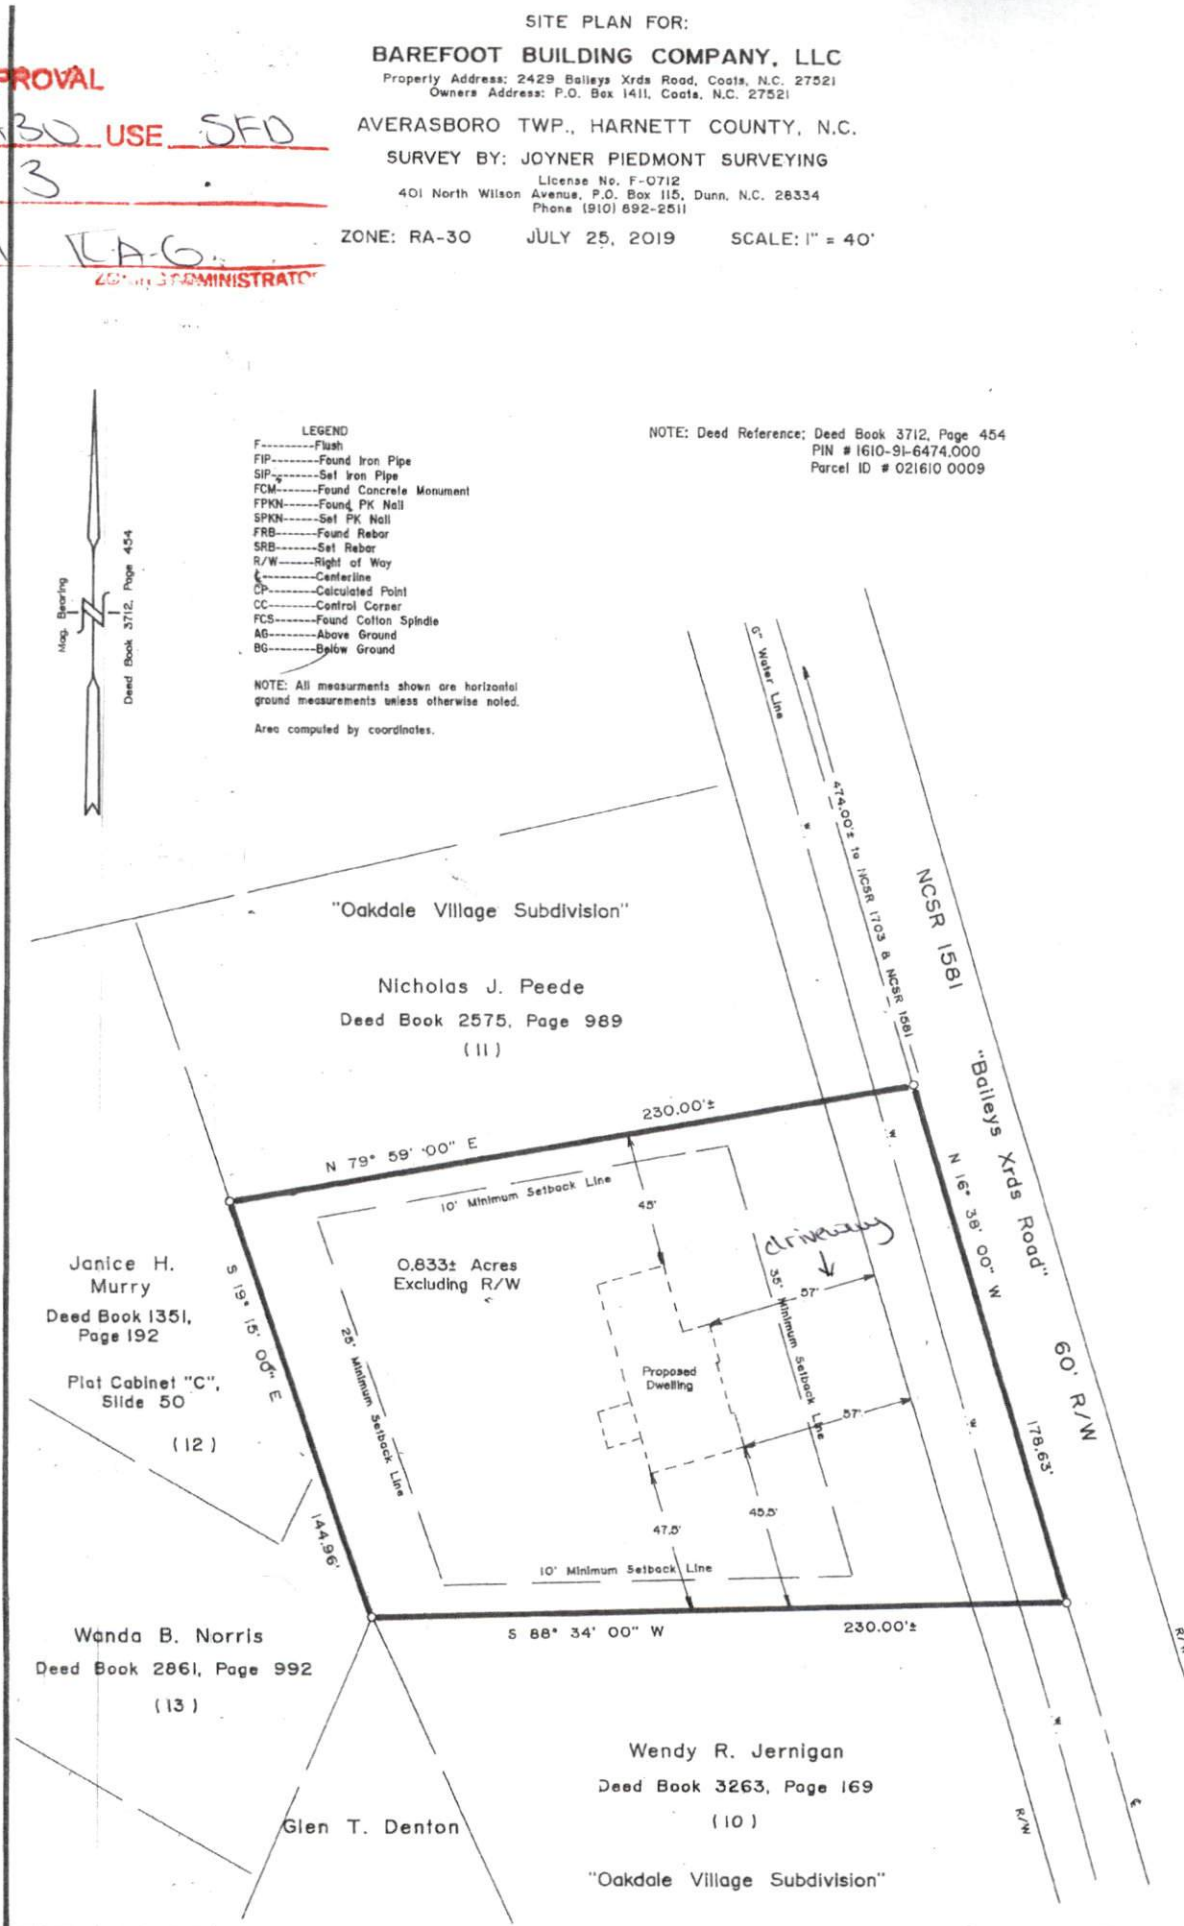 SITE PLAN FOR:
BAREFOOT BUILDING COMPANY, LLC
Property Address: 2429 Baileys Xrds Road, Coats, N.C. 27521
Owners Address: P.O. Box 1411, Coats, N.C. 27521
AVERASBORO TWP., HARNETT COUNTY, N.C.
SURVEY BY: JOYNER PIEDMONT SURVEYING
License No. F-0712
401 North Wilson Avenue, P.O. Box 115, Dunn, N.C. 28334
Phone (910) 892-2511
ZONE: RA-30 JULY 25, 2019 SCALE: 1" = 40'
PROVAL
30 USE SFD
3
ADMINISTRATO
Mag. Bearing
Deed Book 3712, Page 454
LEGEND
F---------Flush
FIP--------Found Iron Pipe
SIP--------Set Iron Pipe
FCM-------Found Concrete Monument
FPKN------Found PK Nail
SPKN------Set PK Nail
FRB-------Found Rebar
SRB-------Set Rebar
R/W------Right of Way
℄---------Centerline
CP--------Calculated Point
CC--------Control Corner
FCS-------Found Cotton Spindle
AG--------Above Ground
BG--------Below Ground
NOTE: All measurments shown are horizontal
ground measurements unless otherwise noted.
Area computed by coordinates.
NOTE: Deed Reference; Deed Book 3712, Page 454
PIN # 1610-91-6474.000
Parcel ID # 021610 0009
6" Water Line
W
474.00'± to NCSR 1703 & NCSR 1581
NCSR 1581
"Baileys Xrds Road"
60' R/W
"Oakdale Village Subdivision"
Nicholas J. Peede
Deed Book 2575, Page 989
(11)
N 79° 59' 00" E
230.00'±
W
10' Minimum Setback Line
45'
driveway
N 16° 38' 00" W
178.63'
0.833± Acres
Excluding R/W
57'
35' Minimum Setback Line
Janice H.
Murry
Deed Book 1351,
Page 192
Plat Cabinet "C",
Slide 50
(12)
S 19° 15' 00" E
144.96'
25' Minimum Setback Line
Proposed
Dwelling
57'
W
47.5'
45.5'
10' Minimum Setback Line
S 88° 34' 00" W
230.00'±
Wanda B. Norris
Deed Book 2861, Page 992
(13)
Wendy R. Jernigan
Deed Book 3263, Page 169
(10)
W
R/W
℄
Glen T. Denton
"Oakdale Village Subdivision"